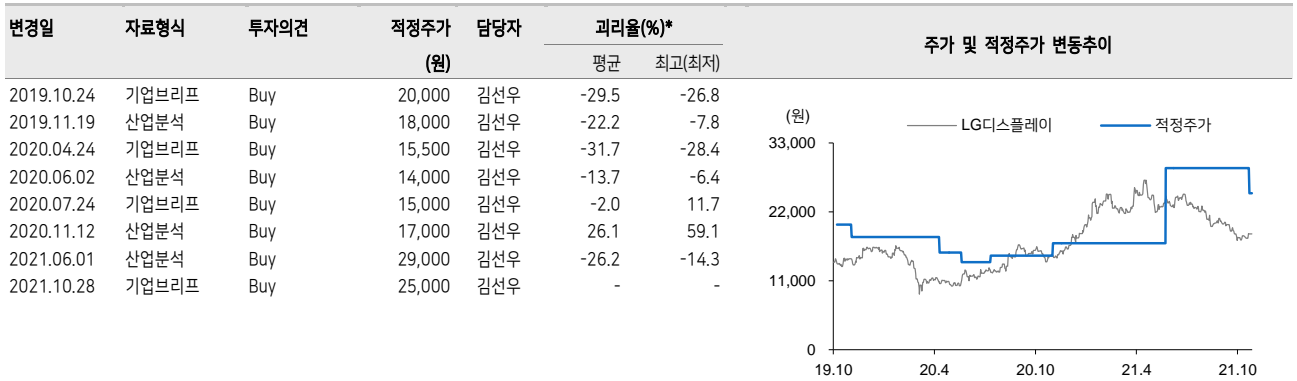 변경일 자료형식 투자의견 적정주가 담당자 괴리율(%)*
(원) 평균 최고(최저)
2019.10.24 기업브리프 Buy 20,000 김선우 -29.5 -26.8
2019.11.19 산업분석 Buy 18,000 김선우 -22.2 -7.8
2020.04.24 기업브리프 Buy 15,500 김선우 -31.7 -28.4
2020.06.02 산업분석 Buy 14,000 김선우 -13.7 -6.4
2020.07.24 기업브리프 Buy 15,000 김선우 -2.0 11.7
2020.11.12 산업분석 Buy 17,000 김선우 26.1 59.1
2021.06.01 산업분석 Buy 29,000 김선우 -26.2 -14.3
2021.10.28 기업브리프 Buy 25,000 김선우 - -
주가 및 적정주가 변동추이
(원)
LG디스플레이 적정주가
33,000
22,000
11,000
0
19.10 20.4 20.10 21.4 21.10